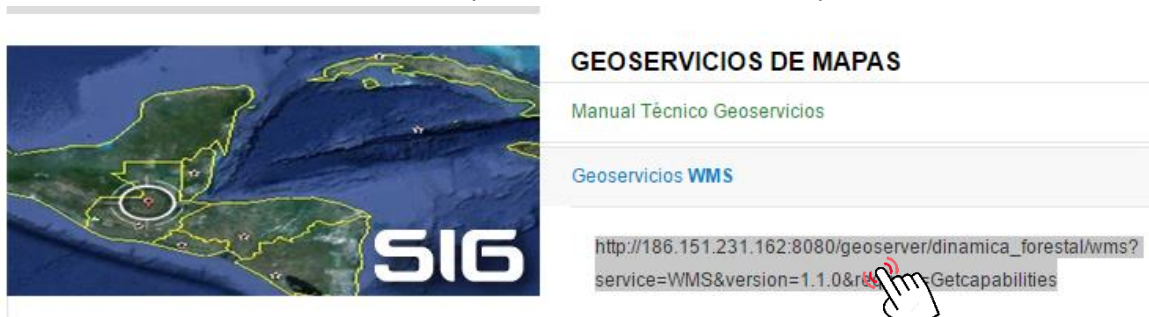 GEOSERVICIOS DE MAPAS
Manual Técnico Geoservicios
Geoservicios WMS
SIG
http://186.151.231.162:8080/geoserver/dinamica_forestal/wms?
service=WMS&version=1.1.0& =Getcapabilities